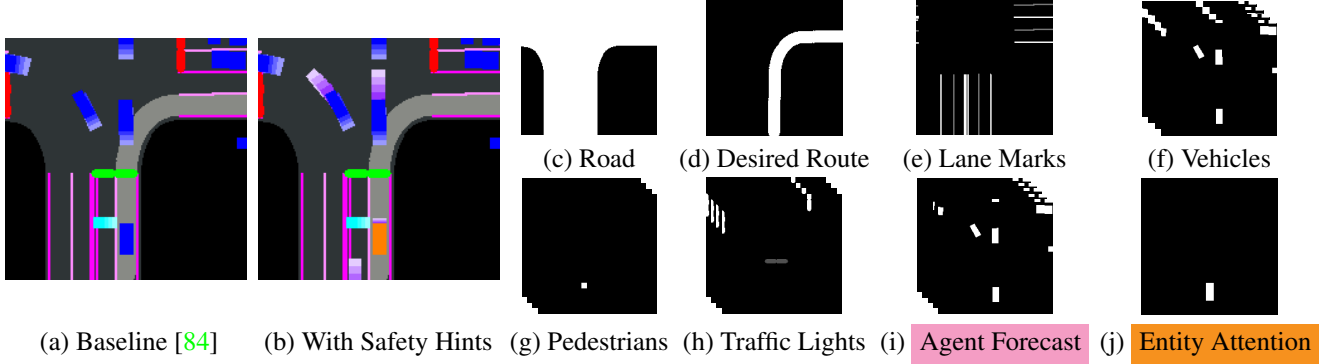 (c) Road (d) Desired Route (e) Lane Marks (f) Vehicles
(a) Baseline [84] (b) With Safety Hints (g) Pedestrians (h) Traffic Lights (i) Agent Forecast (j) Entity Attention